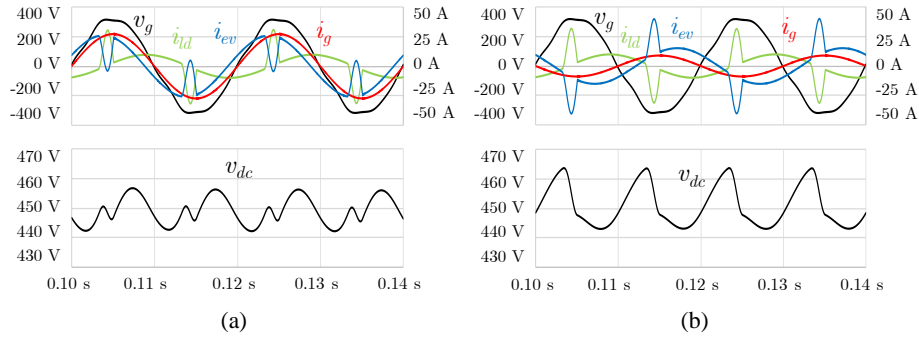 400 V
200 V
0 V
-200 V
-400 V
v_g
i_ld
i_ev
i_g
50 A
25 A
0 A
-25 A
-50 A
470 V
460 V
450 V
440 V
430 V
v_dc
0.10 s
0.11 s
0.12 s
0.13 s
0.14 s
(a)
400 V
200 V
0 V
-200 V
-400 V
v_g
i_ld
i_ev
i_g
50 A
25 A
0 A
-25 A
-50 A
470 V
460 V
450 V
440 V
430 V
v_dc
0.10 s
0.11 s
0.12 s
0.13 s
0.14 s
(b)